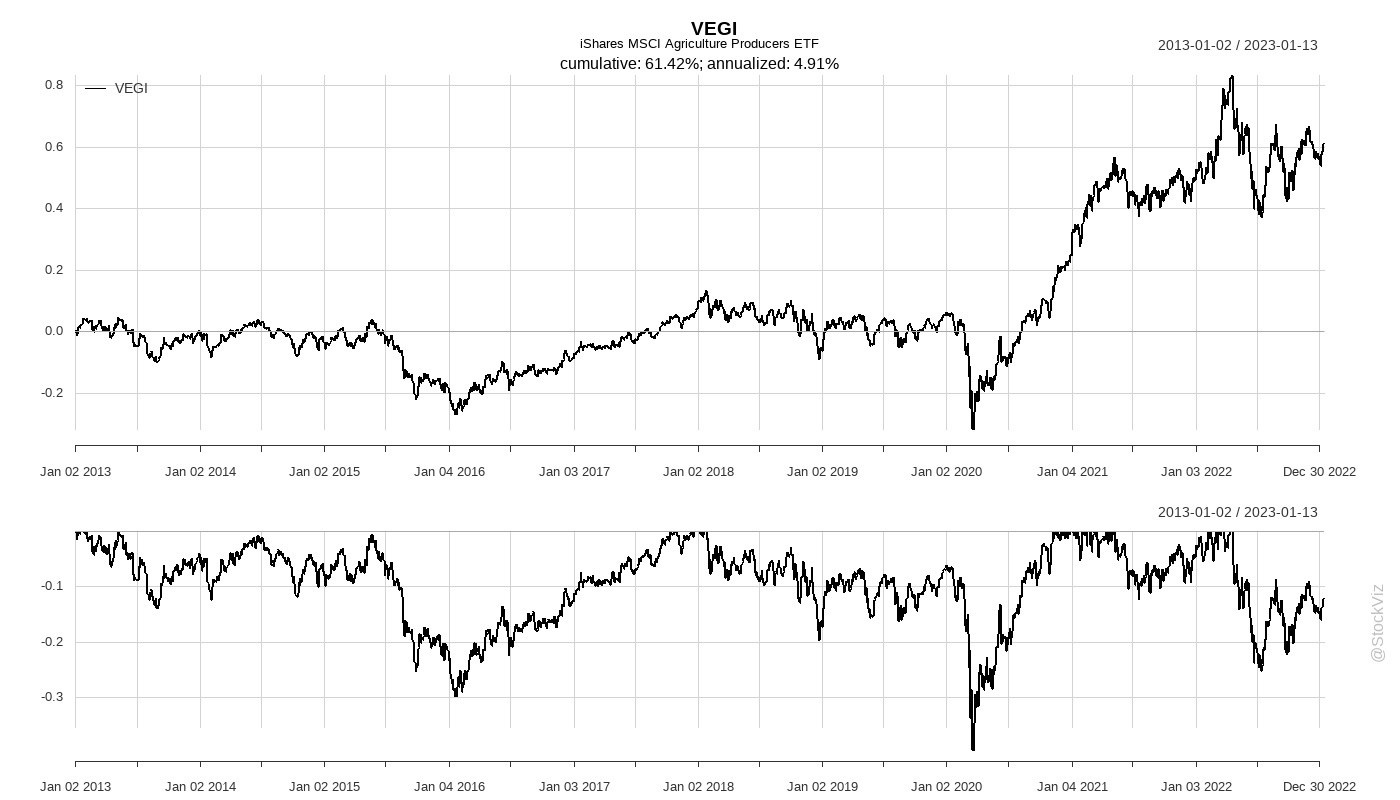 VEGI
iShares MSCI Agriculture Producers ETF
2013-01-02 / 2023-01-13
cumulative: 61.42%; annualized: 4.91%
VEGI
0.8
0.6
0.4
0.2
0.0
-0.2
Jan 02 2013 Jan 02 2014 Jan 02 2015 Jan 04 2016 Jan 03 2017 Jan 02 2018 Jan 02 2019 Jan 02 2020 Jan 04 2021 Jan 03 2022 Dec 30 2022
2013-01-02 / 2023-01-13
-0.1
-0.2
-0.3
Jan 02 2013 Jan 02 2014 Jan 02 2015 Jan 04 2016 Jan 03 2017 Jan 02 2018 Jan 02 2019 Jan 02 2020 Jan 04 2021 Jan 03 2022 Dec 30 2022
@StockViz